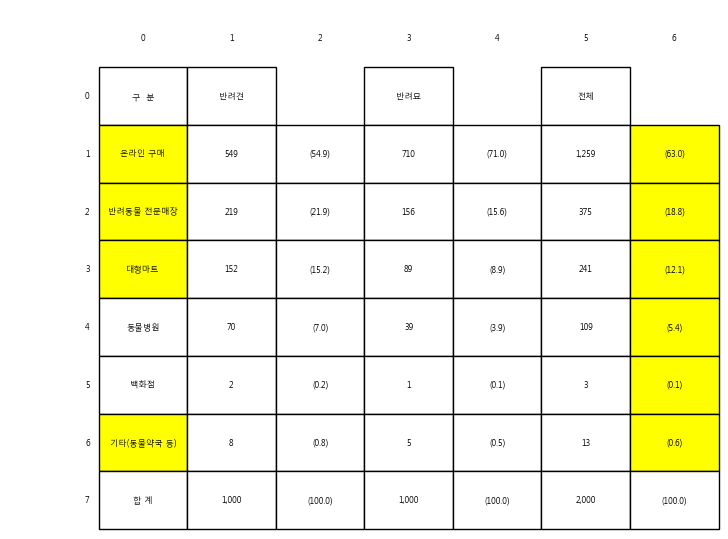 0 1 2 3 4 5 6
0 구 분 반려견 반려묘 전체
1 온라인 구매 549 (54.9) 710 (71.0) 1,259 (63.0)
2 반려동물 전문매장 219 (21.9) 156 (15.6) 375 (18.8)
3 대형마트 152 (15.2) 89 (8.9) 241 (12.1)
4 동물병원 70 (7.0) 39 (3.9) 109 (5.4)
5 백화점 2 (0.2) 1 (0.1) 3 (0.1)
6 기타(동물약국 등) 8 (0.8) 5 (0.5) 13 (0.6)
7 합 계 1,000 (100.0) 1,000 (100.0) 2,000 (100.0)